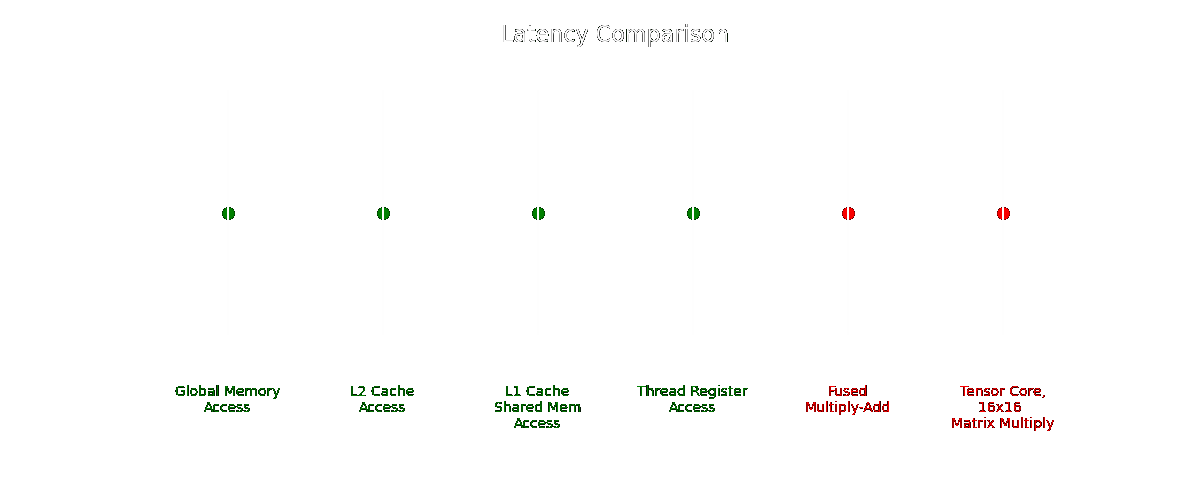 Latency Comparison
Global Memory
Access
L2 Cache
Access
L1 Cache
Shared Mem
Access
Thread Register
Access
Fused
Multiply-Add
Tensor Core,
16x16
Matrix Multiply